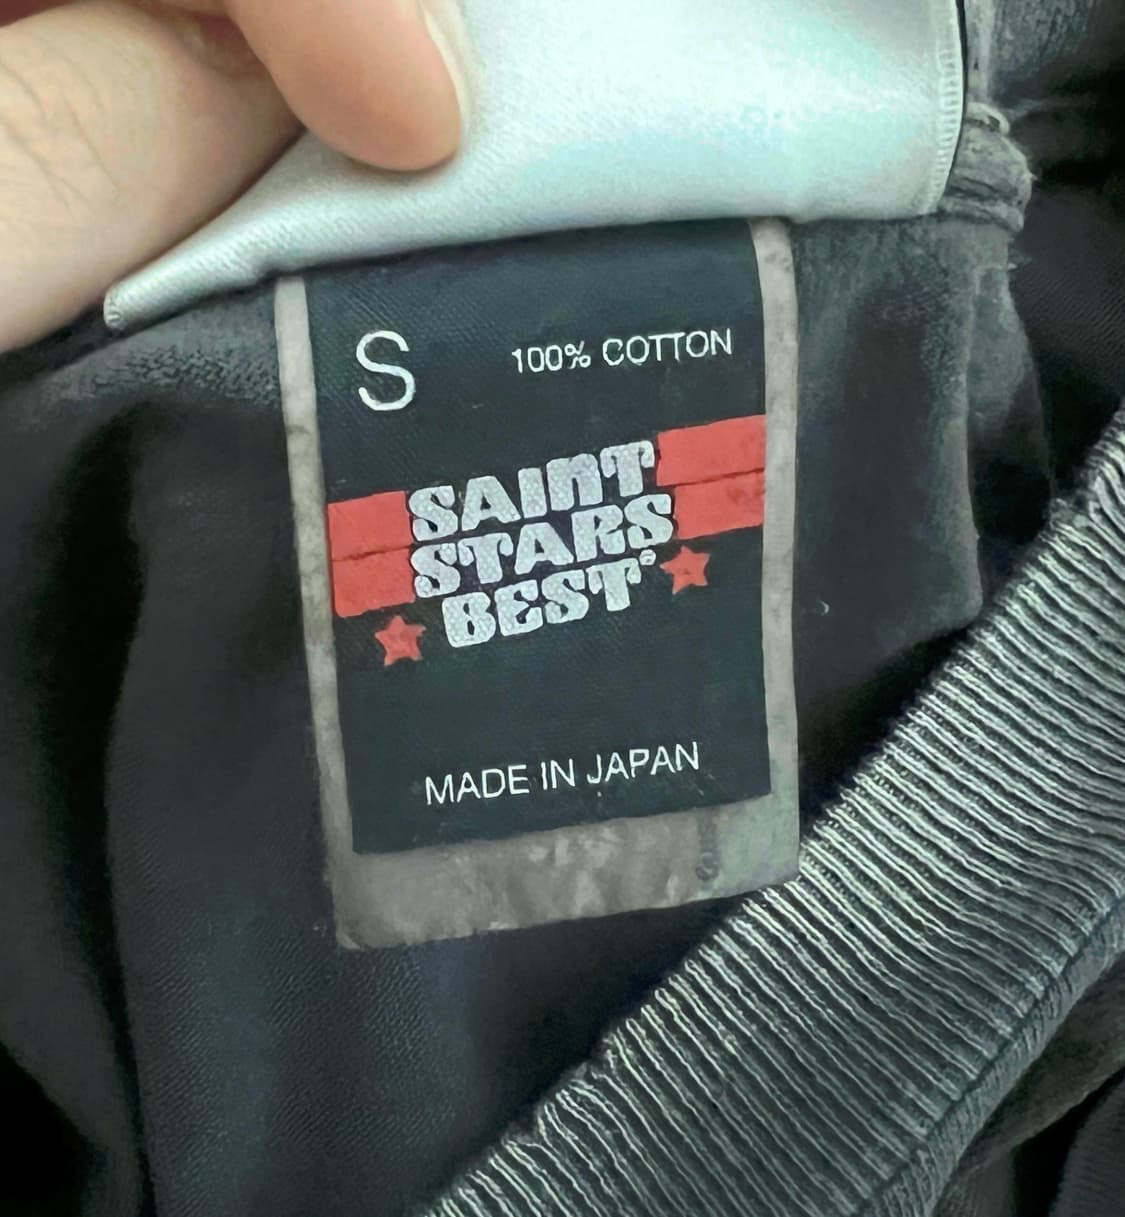 S 100% COTTON
SAINT
STARS
BEST
MADE IN JAPAN